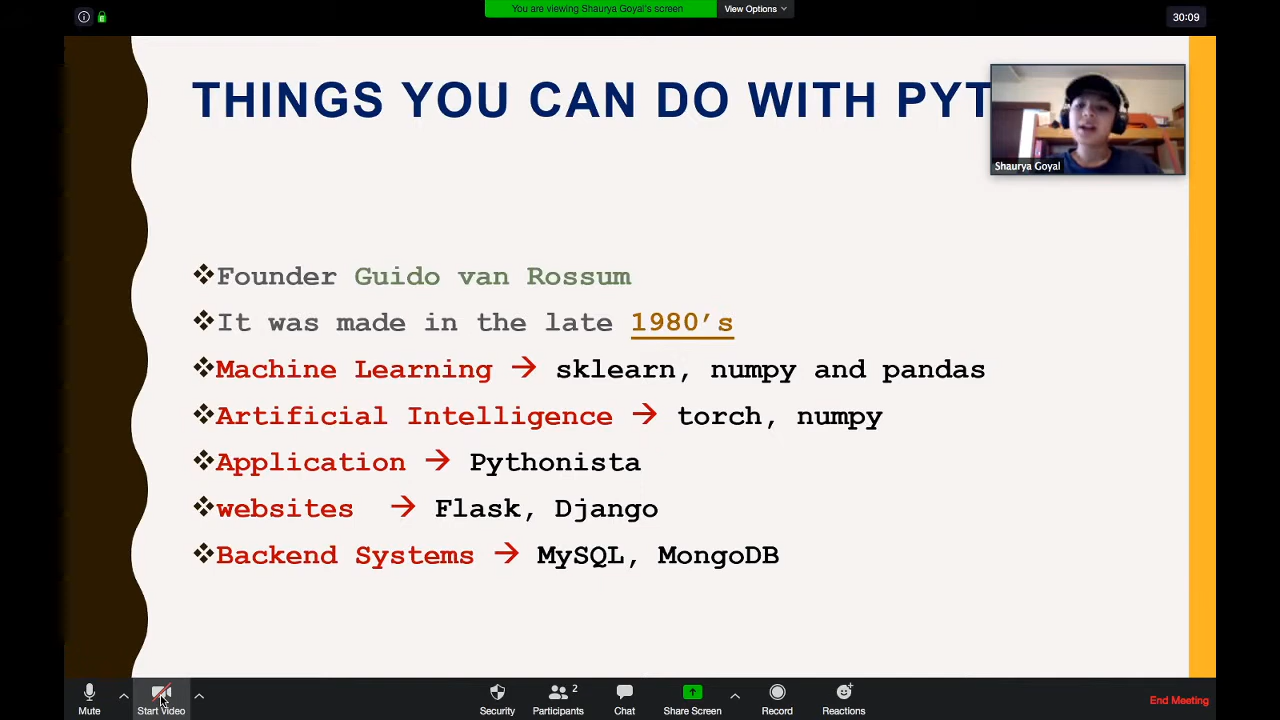 You are viewing Shaurya Goyal's screen
View Options
30:09
THINGS YOU CAN DO WITH PYT
Shaurya Goyal
Founder Guido van Rossum
It was made in the late 1980's
Machine Learning → sklearn, numpy and pandas
Artificial Intelligence → torch, numpy
Application → Pythonista
websites → Flask, Django
Backend Systems → MySQL, MongoDB
Mute
Start Video
Security
Participants
2
Chat
Share Screen
Record
Reactions
End Meeting